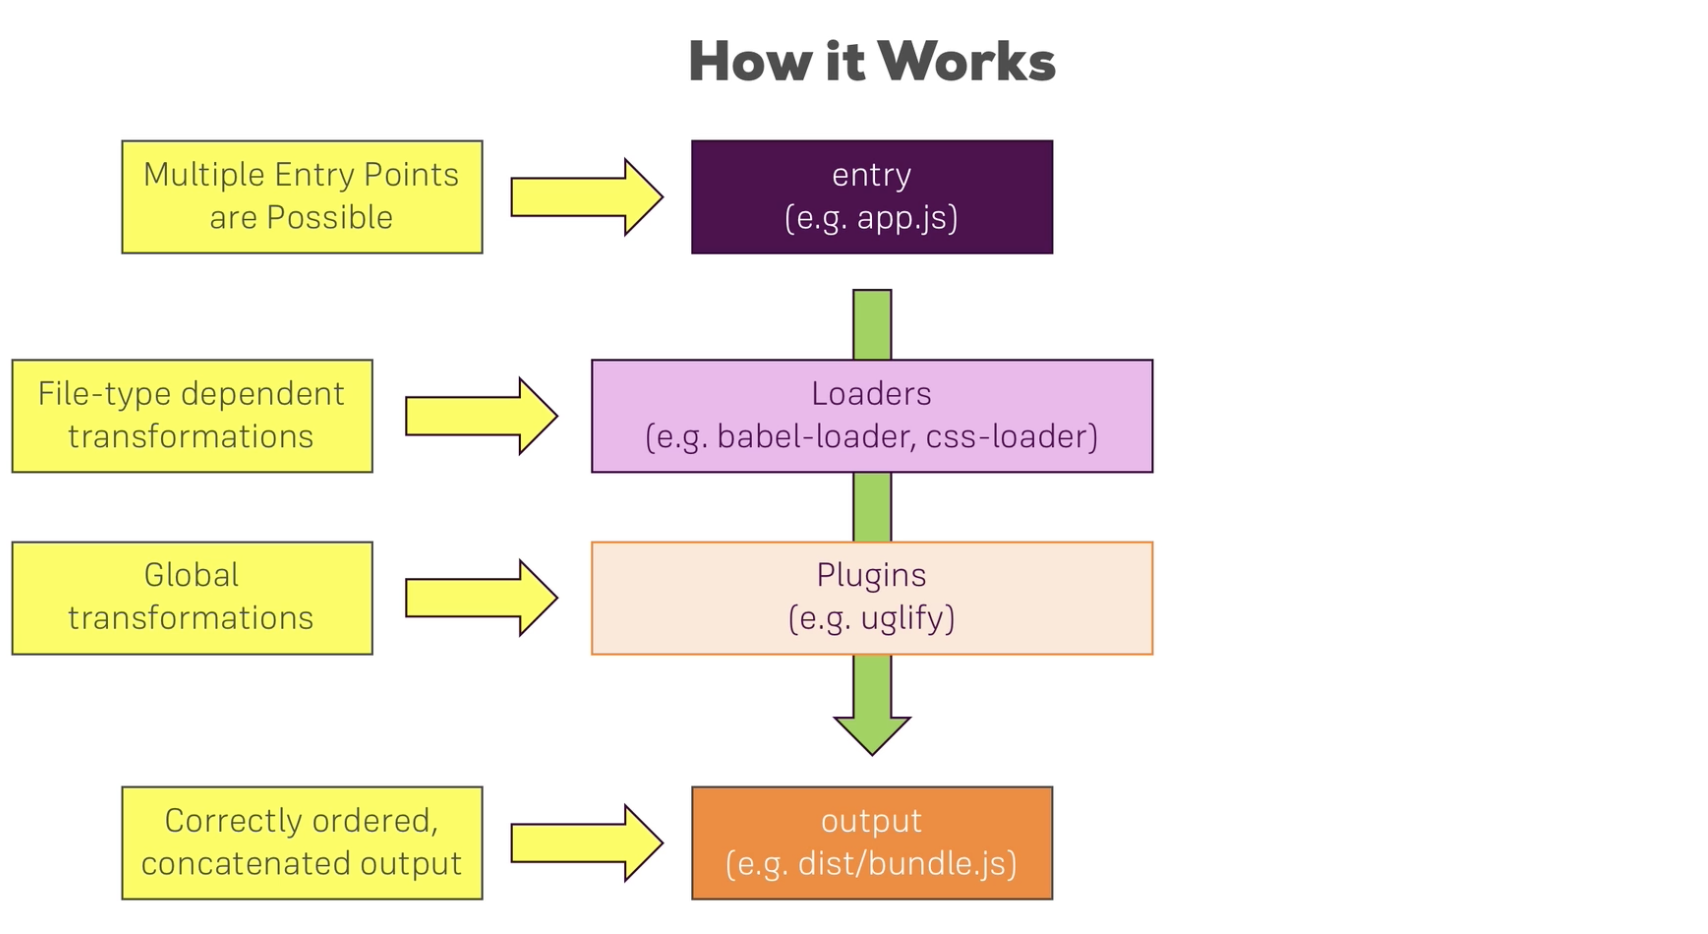 How it Works
Multiple Entry Points
are Possible
entry
(e.g. app.js)
File-type dependent
transformations
Loaders
(e.g. babel-loader, css-loader)
Global
transformations
Plugins
(e.g. uglify)
Correctly ordered,
concatenated output
output
(e.g. dist/bundle.js)